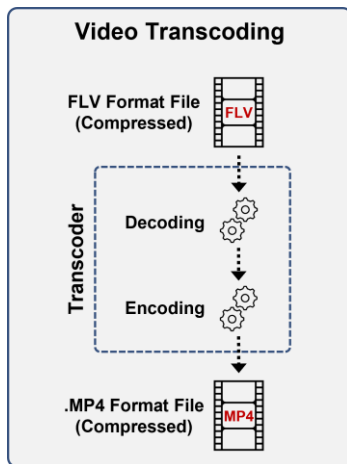 Video Transcoding
FLV Format File
(Compressed)
FLV
Decoding
Transcoder
Encoding
.MP4 Format File
(Compressed)
MP4